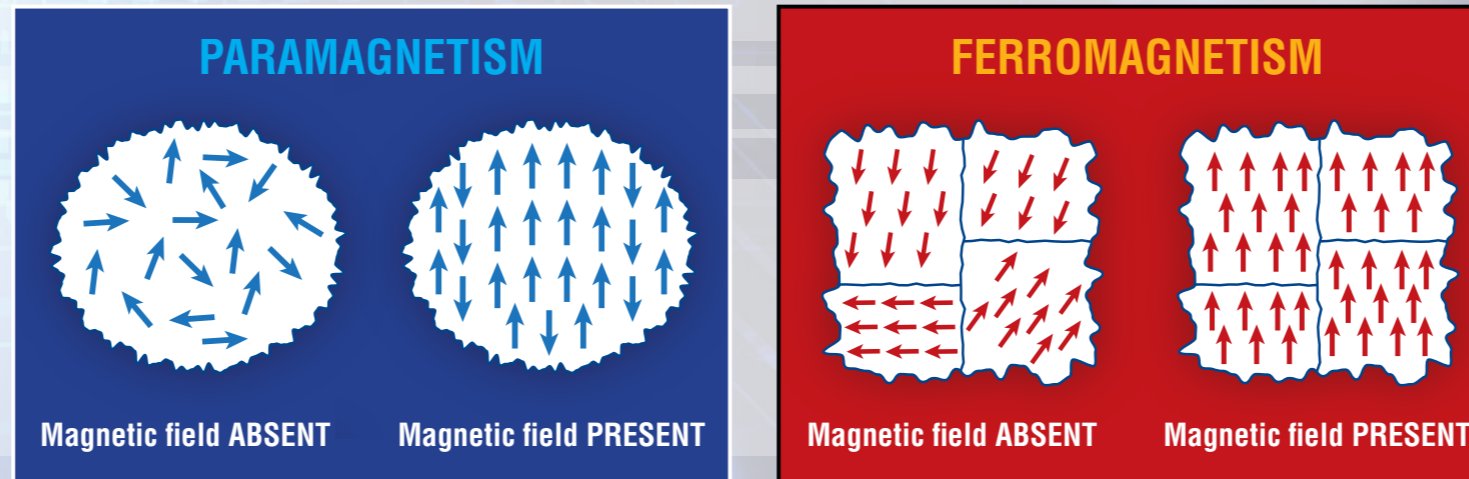 PARAMAGNETISM
Magnetic field ABSENT
Magnetic field PRESENT
FERROMAGNETISM
Magnetic field ABSENT
Magnetic field PRESENT